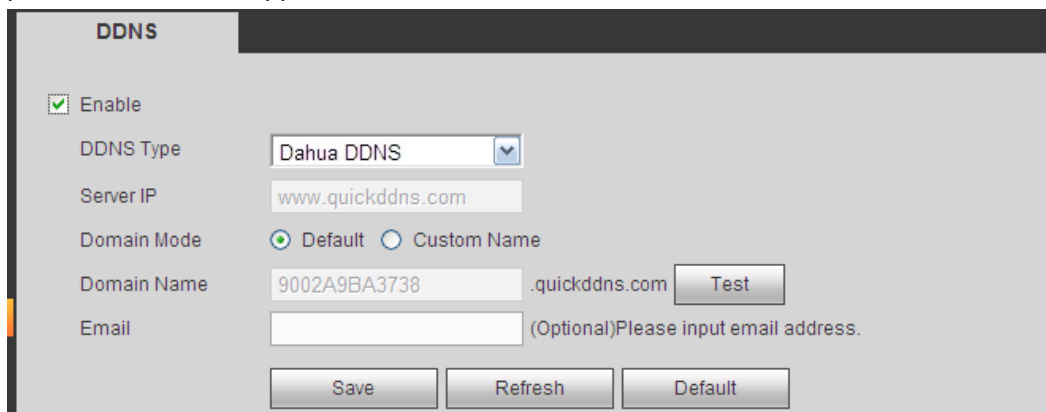 DDNS
Enable
DDNS Type Dahua DDNS
Server IP www.quickddns.com
Domain Mode Default Custom Name
Domain Name 9002A9BA3738 .quickddns.com Test
Email (Optional)Please input email address.
Save Refresh Default